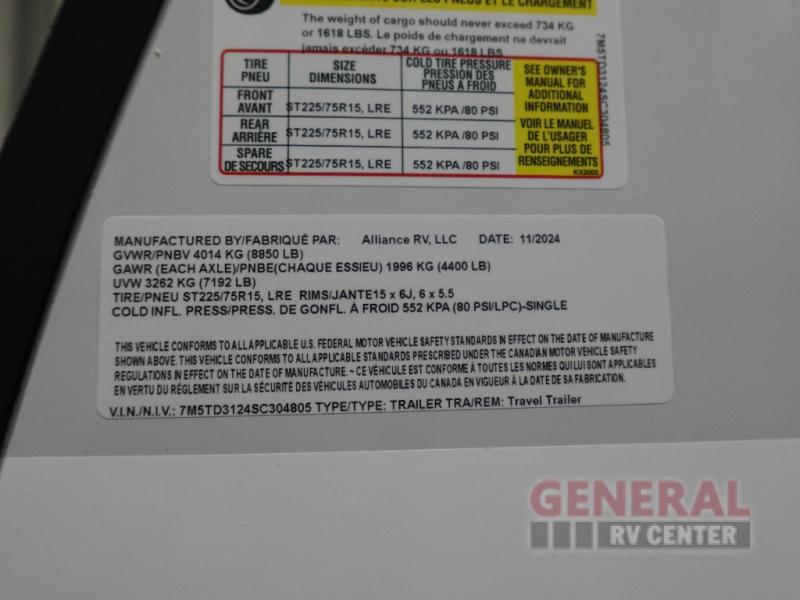 The weight of cargo should never exceed 734 KG
or 1618 LBS. Le poids de chargement ne devrait
jamais excéder 734 KG ou 1618 LBS.
TIRE PNEU
SIZE DIMENSIONS
COLD TIRE PRESSURE
PRESSION DES
PNEUS A FROID
SEE OWNER'S
MANUAL FOR
ADDITIONAL
INFORMATION
VOIR LE MANUEL
DE L'USAGER
POUR PLUS DE
RENSEIGNEMENTS
KX2002
FRONT AVANT
ST225/75R15, LRE
552 KPA /80 PSI
REAR ARRIÈRE
ST225/75R15, LRE
552 KPA /80 PSI
SPARE DE SECOURS
ST225/75R15, LRE
552 KPA /80 PSI
7M5TD3124SC304805
MANUFACTURED BY/FABRIQUÉ PAR: Alliance RV, LLC DATE: 11/2024
GVWR/PNBV 4014 KG (8850 LB)
GAWR (EACH AXLE)/PNBE(CHAQUE ESSIEU) 1996 KG (4400 LB)
UVW 3262 KG (7192 LB)
TIRE/PNEU ST225/75R15, LRE RIMS/JANTE15 x 6J, 6 x 5.5
COLD INFL. PRESS/PRESS. DE GONFL. À FROID 552 KPA (80 PSI/LPC)-SINGLE
THIS VEHICLE CONFORMS TO ALL APPLICABLE U.S. FEDERAL MOTOR VEHICLE SAFETY STANDARDS IN EFFECT ON THE DATE OF MANUFACTURE
SHOWN ABOVE. THIS VEHICLE CONFORMS TO ALL APPLICABLE STANDARDS PRESCRIBED UNDER THE CANADIAN MOTOR VEHICLE SAFETY
REGULATIONS IN EFFECT ON THE DATE OF MANUFACTURE. ~ CE VÉHICULE EST CONFORME À TOUTES LES NORMES QUI LUI SONT APPLICABLES
EN VERTU DU RÉGLEMENT SUR LA SÉCURITÉ DES VÉHICULES AUTOMOBILES DU CANADA EN VIGUEUR À LA DATE DE SA FABRICATION.
V.I.N./N.I.V.: 7M5TD3124SC304805 TYPE/TYPE: TRAILER TRA/REM: Travel Trailer
GENERAL
RV CENTER